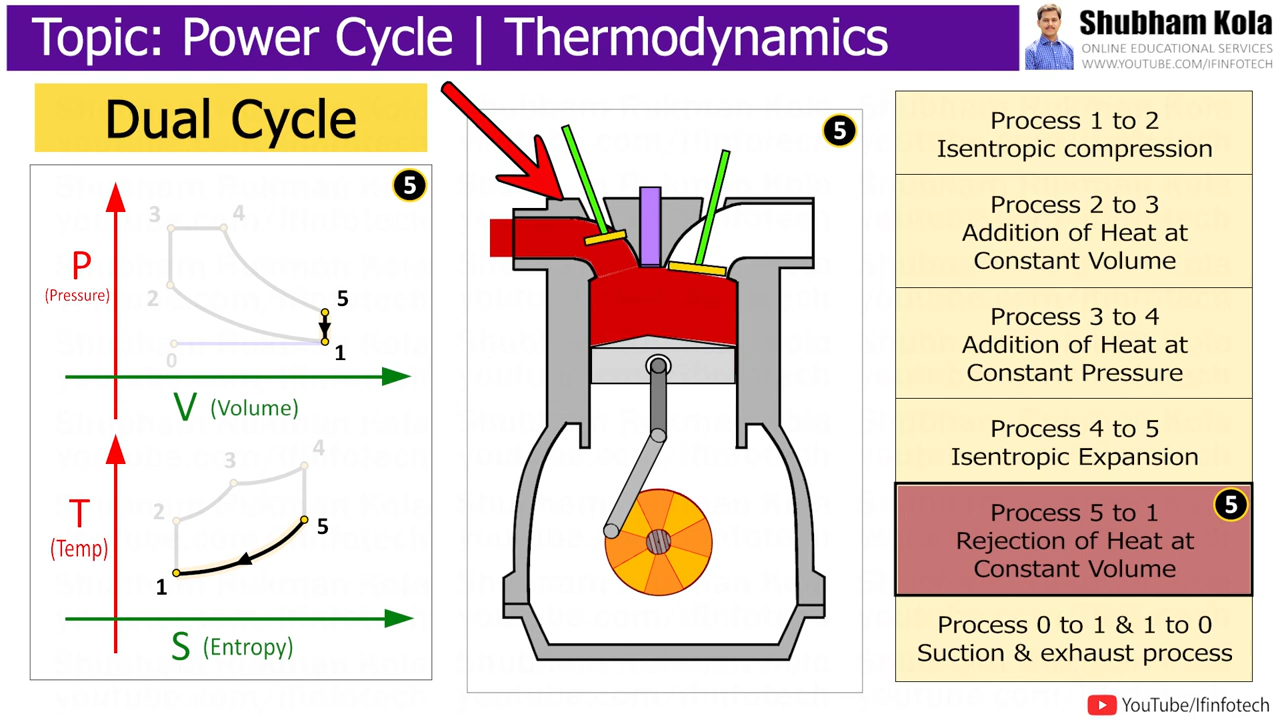 Topic: Power Cycle | Thermodynamics
Shubham Kola
ONLINE EDUCATIONAL SERVICES
WWW.YOUTUBE.COM/IFINFOTECH
Dual Cycle
5
P
(Pressure)
3
4
2
5
0
1
V (Volume)
T
(Temp)
3
4
2
5
1
S (Entropy)
5
Process 1 to 2
Isentropic compression
Process 2 to 3
Addition of Heat at
Constant Volume
Process 3 to 4
Addition of Heat at
Constant Pressure
Process 4 to 5
Isentropic Expansion
5
Process 5 to 1
Rejection of Heat at
Constant Volume
Process 0 to 1 & 1 to 0
Suction & exhaust process
YouTube/Ifinfotech